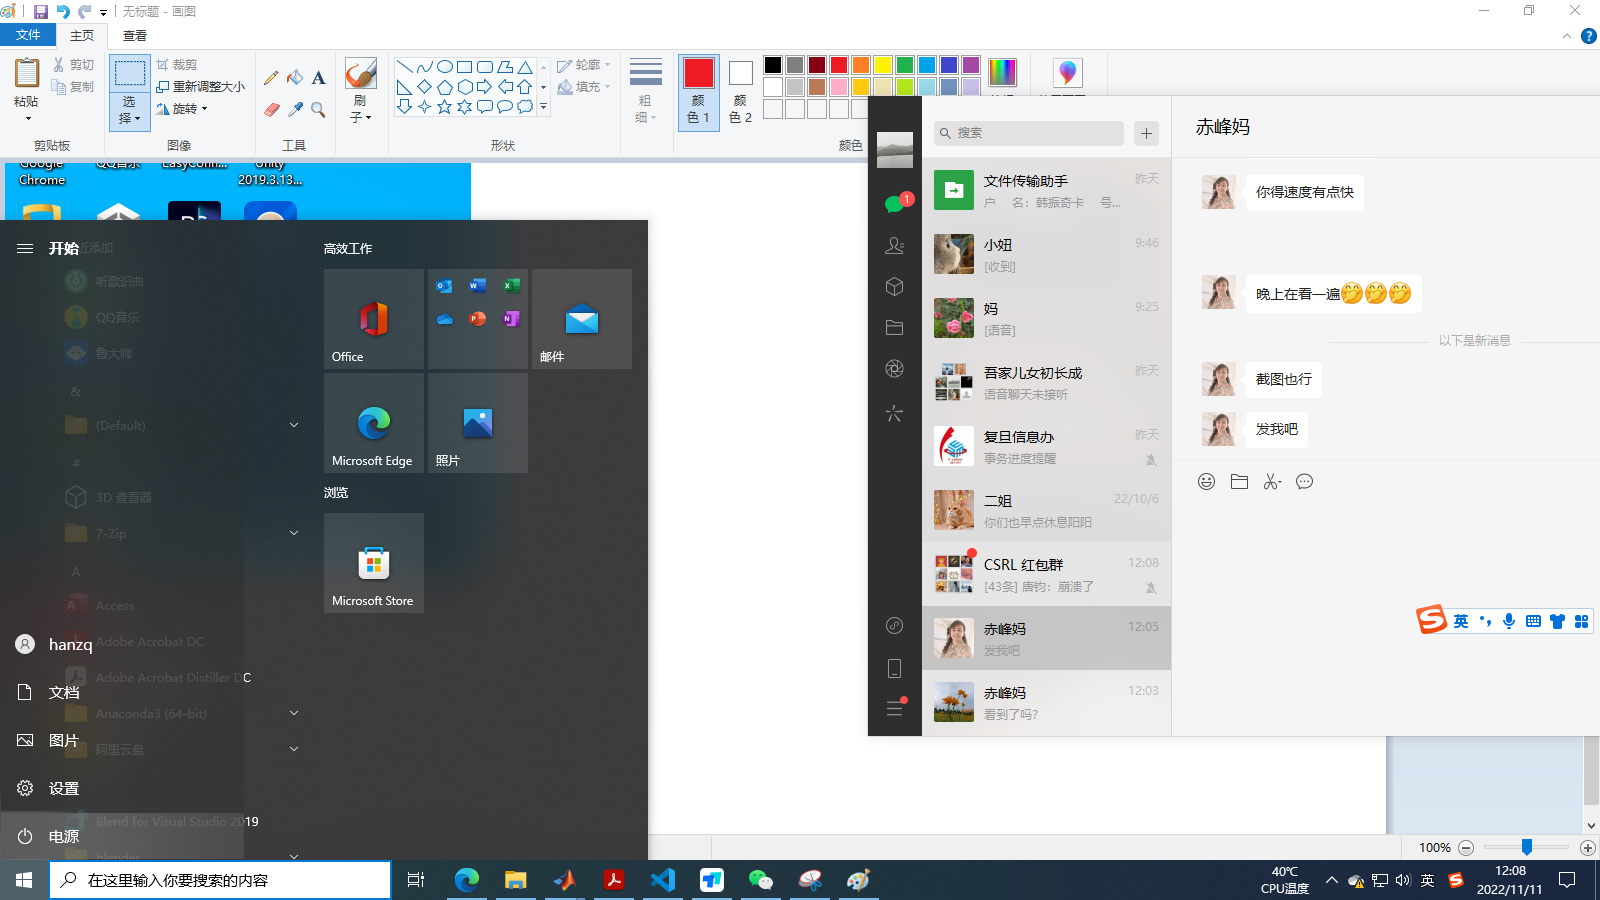 无标题 - 画图
文件
主页
查看
粘贴
剪切
复制
剪贴板
选择
裁剪
重新调整大小
旋转
图像
A
工具
刷子
形状
轮廓
填充
粗细
颜色 1
颜色 2
颜色
Google
Chrome
QQ音乐
EasyConn...
Unity
2019.3.13...
开始
听歌识曲
QQ音乐
鲁大师
&
(Default)
#
3D 查看器
7-Zip
A
Access
Adobe Acrobat DC
Adobe Acrobat Distiller DC
Anaconda3 (64-bit)
阿里云盘
Blend for Visual Studio 2019
blender
hanzq
文档
图片
设置
电源
高效工作
Office
邮件
Microsoft Edge
照片
浏览
Microsoft Store
1
搜索
文件传输助手
昨天
户 名：韩振奇卡 号...
小妞
9:46
[收到]
妈
9:25
[语音]
吾家儿女初长成
昨天
语音聊天未接听
复旦信息办
昨天
事务进度提醒
二姐
22/10/6
你们也早点休息阳阳
CSRL 红包群
12:08
[43条] 唐钧：崩溃了
赤峰妈
12:05
发我吧
赤峰妈
12:03
看到了吗?
赤峰妈
你得速度有点快
晚上在看一遍
以下是新消息
截图也行
发我吧
英
100%
在这里输入你要搜索的内容
40℃
CPU温度
英
12:08
2022/11/11